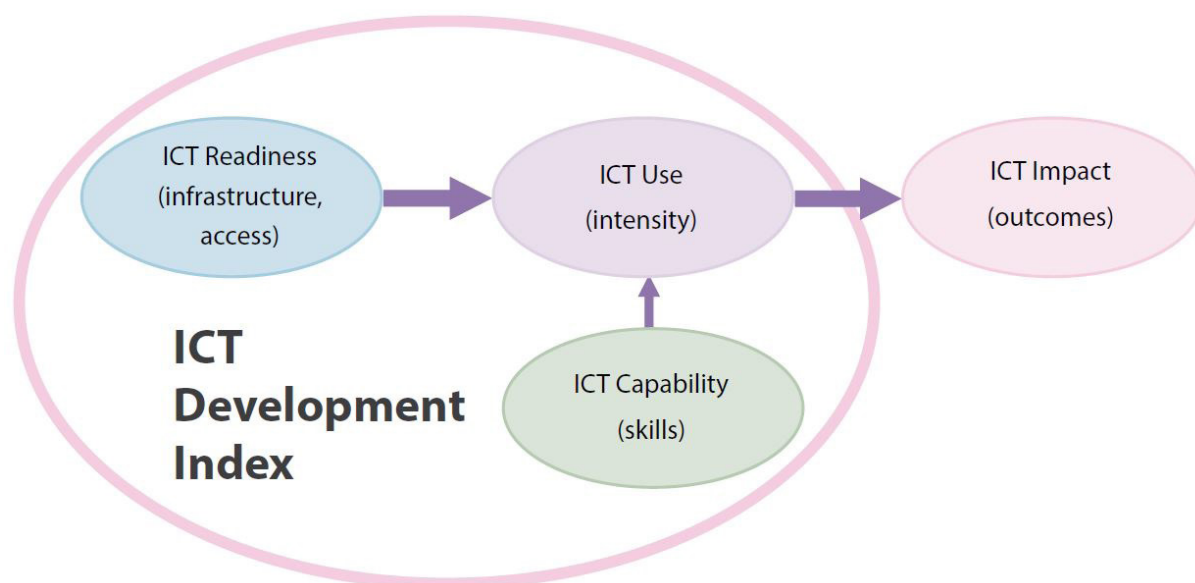 ICT Readiness
(infrastructure,
access)
ICT Use
(intensity)
ICT Impact
(outcomes)
ICT Capability
(skills)
ICT
Development
Index